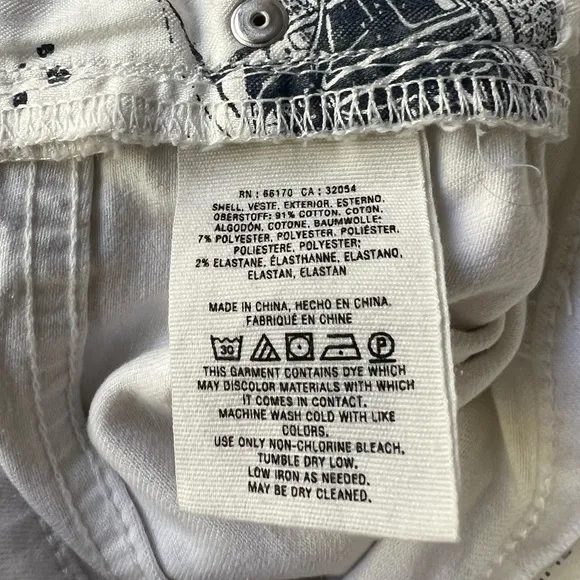 RN : 66170 CA : 32054
SHELL, VESTE, EXTERIOR, ESTERNO,
OBERSTOFF: 91% COTTON, COTON,
ALGODÓN, COTONE, BAUMWOLLE;
7% POLYESTER, POLYESTER, POLIÉSTER,
POLIESTERE, POLYESTER;
2% ELASTANE, ÉLASTHANNE, ELASTANO,
ELASTAN, ELASTAN
MADE IN CHINA, HECHO EN CHINA,
FABRIQUÉ EN CHINE
30 P
THIS GARMENT CONTAINS DYE WHICH
MAY DISCOLOR MATERIALS WITH WHICH
IT COMES IN CONTACT.
MACHINE WASH COLD WITH LIKE
COLORS.
USE ONLY NON-CHLORINE BLEACH.
TUMBLE DRY LOW.
LOW IRON AS NEEDED.
MAY BE DRY CLEANED.